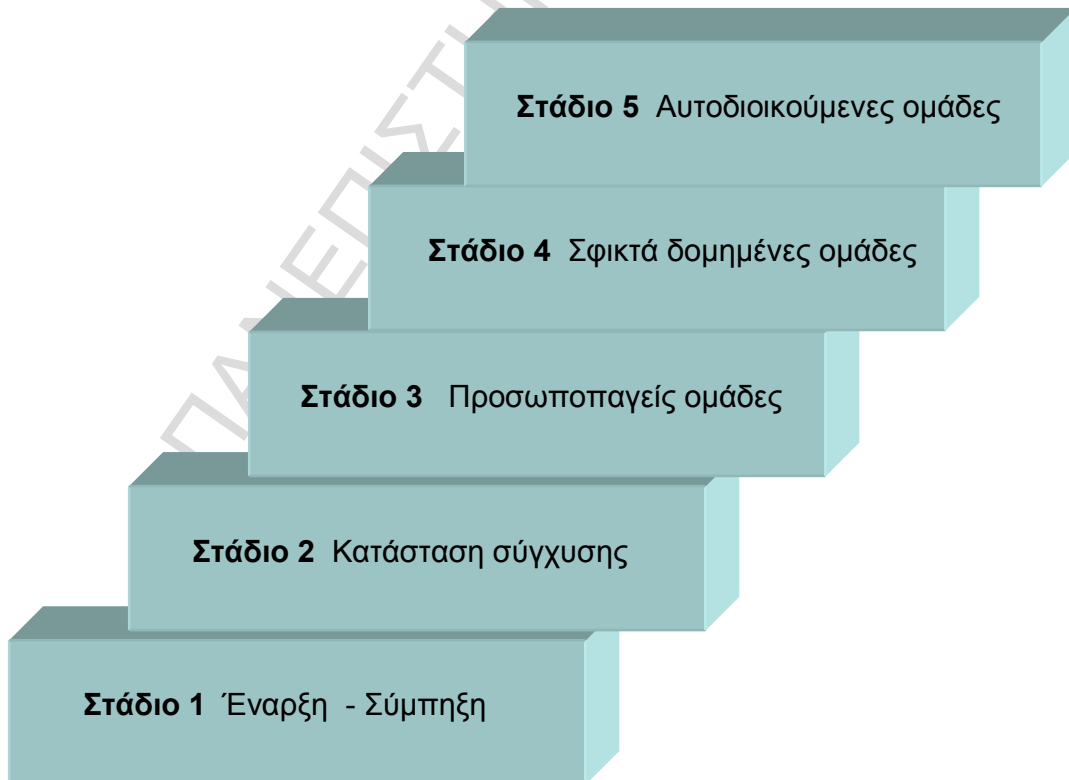 Στάδιο 5 Αυτοδιοικούμενες ομάδες
Στάδιο 4 Σφικτά δομημένες ομάδες
Στάδιο 3 Προσωποπαγείς ομάδες
Στάδιο 2 Κατάσταση σύγχυσης
Στάδιο 1 Έναρξη - Σύμπηξη